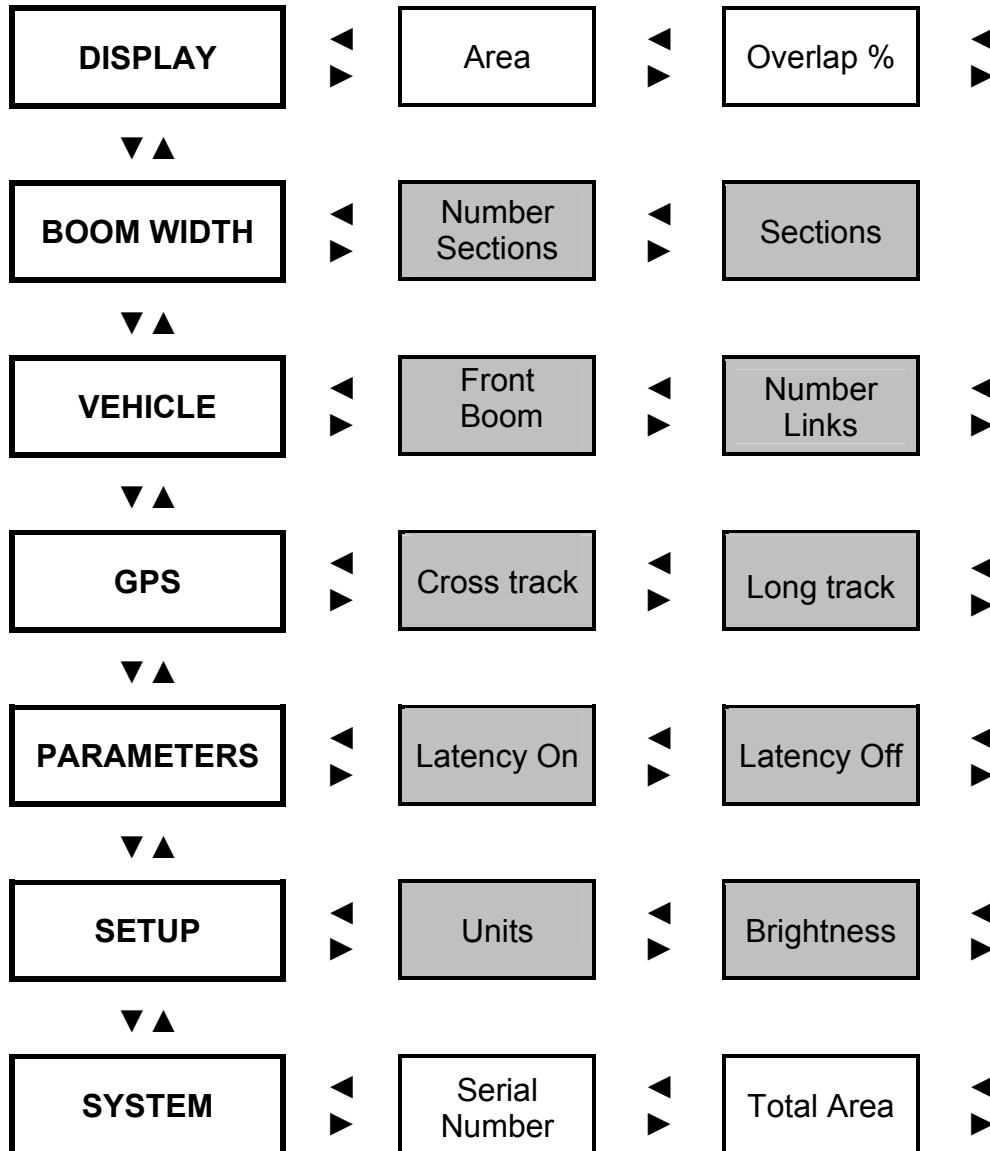 DISPLAY
Area
Overlap %
BOOM WIDTH
Number
Sections
Sections
VEHICLE
Front
Boom
Number
Links
GPS
Cross track
Long track
PARAMETERS
Latency On
Latency Off
SETUP
Units
Brightness
SYSTEM
Serial
Number
Total Area